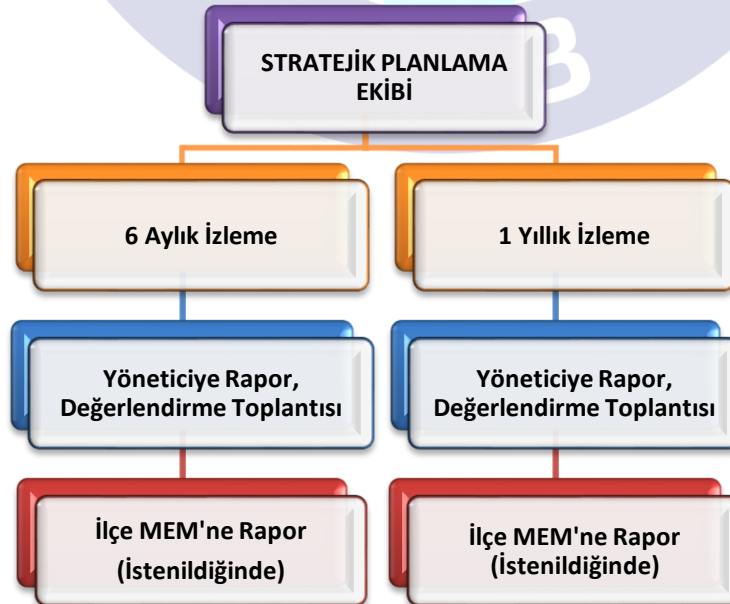 STRATEJİK PLANLAMA
EKİBİ
6 Aylık İzleme
1 Yıllık İzleme
Yöneticiye Rapor,
Değerlendirme Toplantısı
Yöneticiye Rapor,
Değerlendirme Toplantısı
İlçe MEM'ne Rapor
(İstenildiğinde)
İlçe MEM'ne Rapor
(İstenildiğinde)